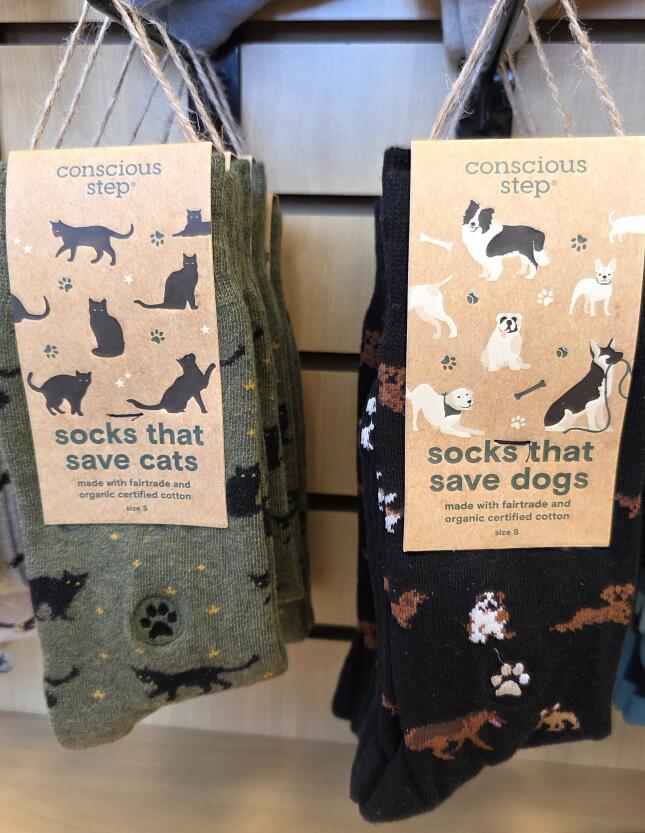 conscious
step®
socks that
save cats
made with fairtrade and
organic certified cotton
size S
conscious
step®
socks that
save dogs
made with fairtrade and
organic certified cotton
size S